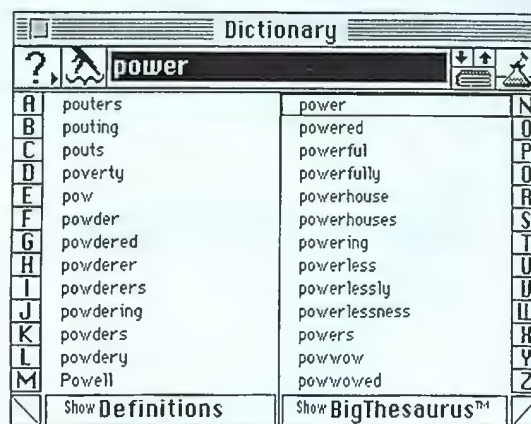 Dictionary
?
power
A pouters power N
B pouting powered O
C pouts powerful P
D poverty powerfully Q
E pow powerhouse R
F powder powerhouses S
G powdered powering T
H powderer powerless U
I powderers powerlessly V
J powdering powerlessness W
K powders powers X
L powdery powwow Y
M Powell powwowed Z
Show Definitions Show BigThesaurus™